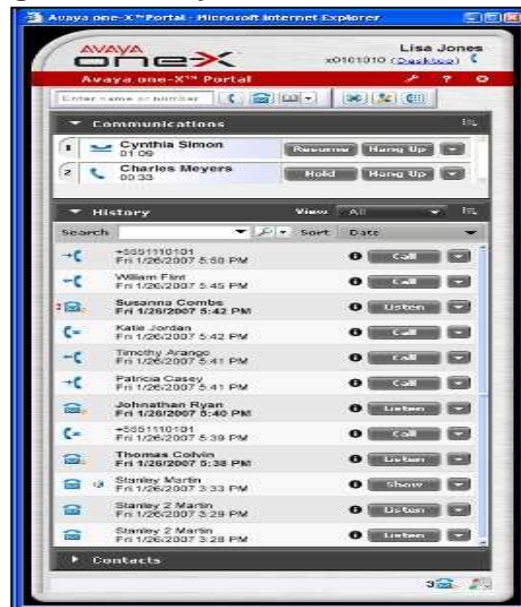 Avaya one-X™ Portal - Microsoft Internet Explorer
AVAYA
one-X™
Lisa Jones
x0101010 (Desktop)
Avaya one-X™ Portal
?
Enter name or number
Communications
1 Cynthia Simon
01:09
Resume Hang Up
2 Charles Meyers
00:33
Hold Hang Up
History View All
Search Sort Date
+5551110101
Fri 1/26/2007 5:50 PM
Call
William Flint
Fri 1/26/2007 5:45 PM
Call
Susanna Combs
Fri 1/26/2007 5:42 PM
Listen
Katie Jordan
Fri 1/26/2007 5:42 PM
Call
Timothy Arango
Fri 1/26/2007 5:41 PM
Call
Patricia Casey
Fri 1/26/2007 5:41 PM
Call
Johnathan Ryan
Fri 1/26/2007 5:40 PM
Listen
+5551110101
Fri 1/26/2007 5:39 PM
Call
Thomas Colvin
Fri 1/26/2007 5:38 PM
Listen
Stanley Martin
Fri 1/26/2007 3:33 PM
Show
Stanley 2 Martin
Fri 1/26/2007 3:29 PM
Listen
Stanley 2 Martin
Fri 1/26/2007 3:28 PM
Listen
Contacts
3